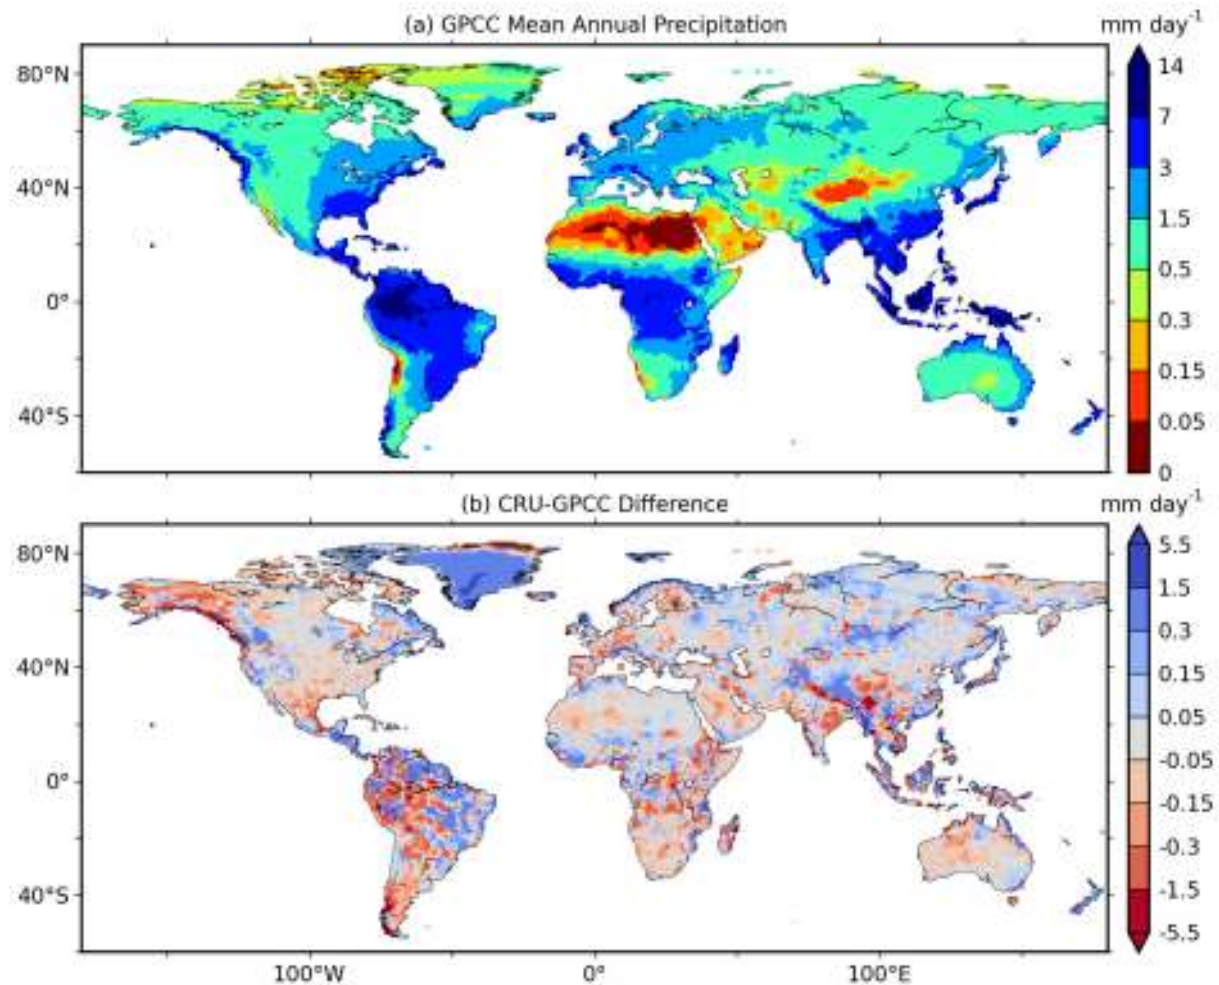 (a) GPCC Mean Annual Precipitation
mm day⁻¹
80°N
40°N
0°
40°S
14
7
3
1.5
0.5
0.3
0.15
0.05
0
(b) CRU-GPCC Difference
mm day⁻¹
80°N
40°N
0°
40°S
5.5
1.5
0.3
0.15
0.05
-0.05
-0.15
-0.3
-1.5
-5.5
100°W
0°
100°E